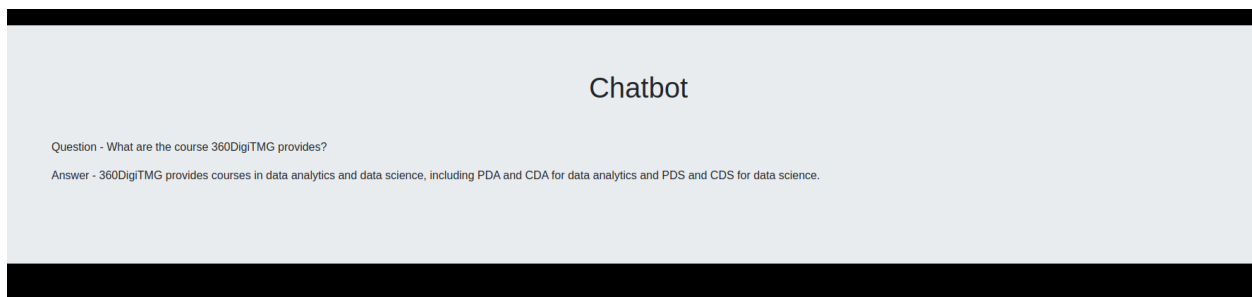 Chatbot
Question - What are the course 360DigiTMG provides?
Answer - 360DigiTMG provides courses in data analytics and data science, including PDA and CDA for data analytics and PDS and CDS for data science.